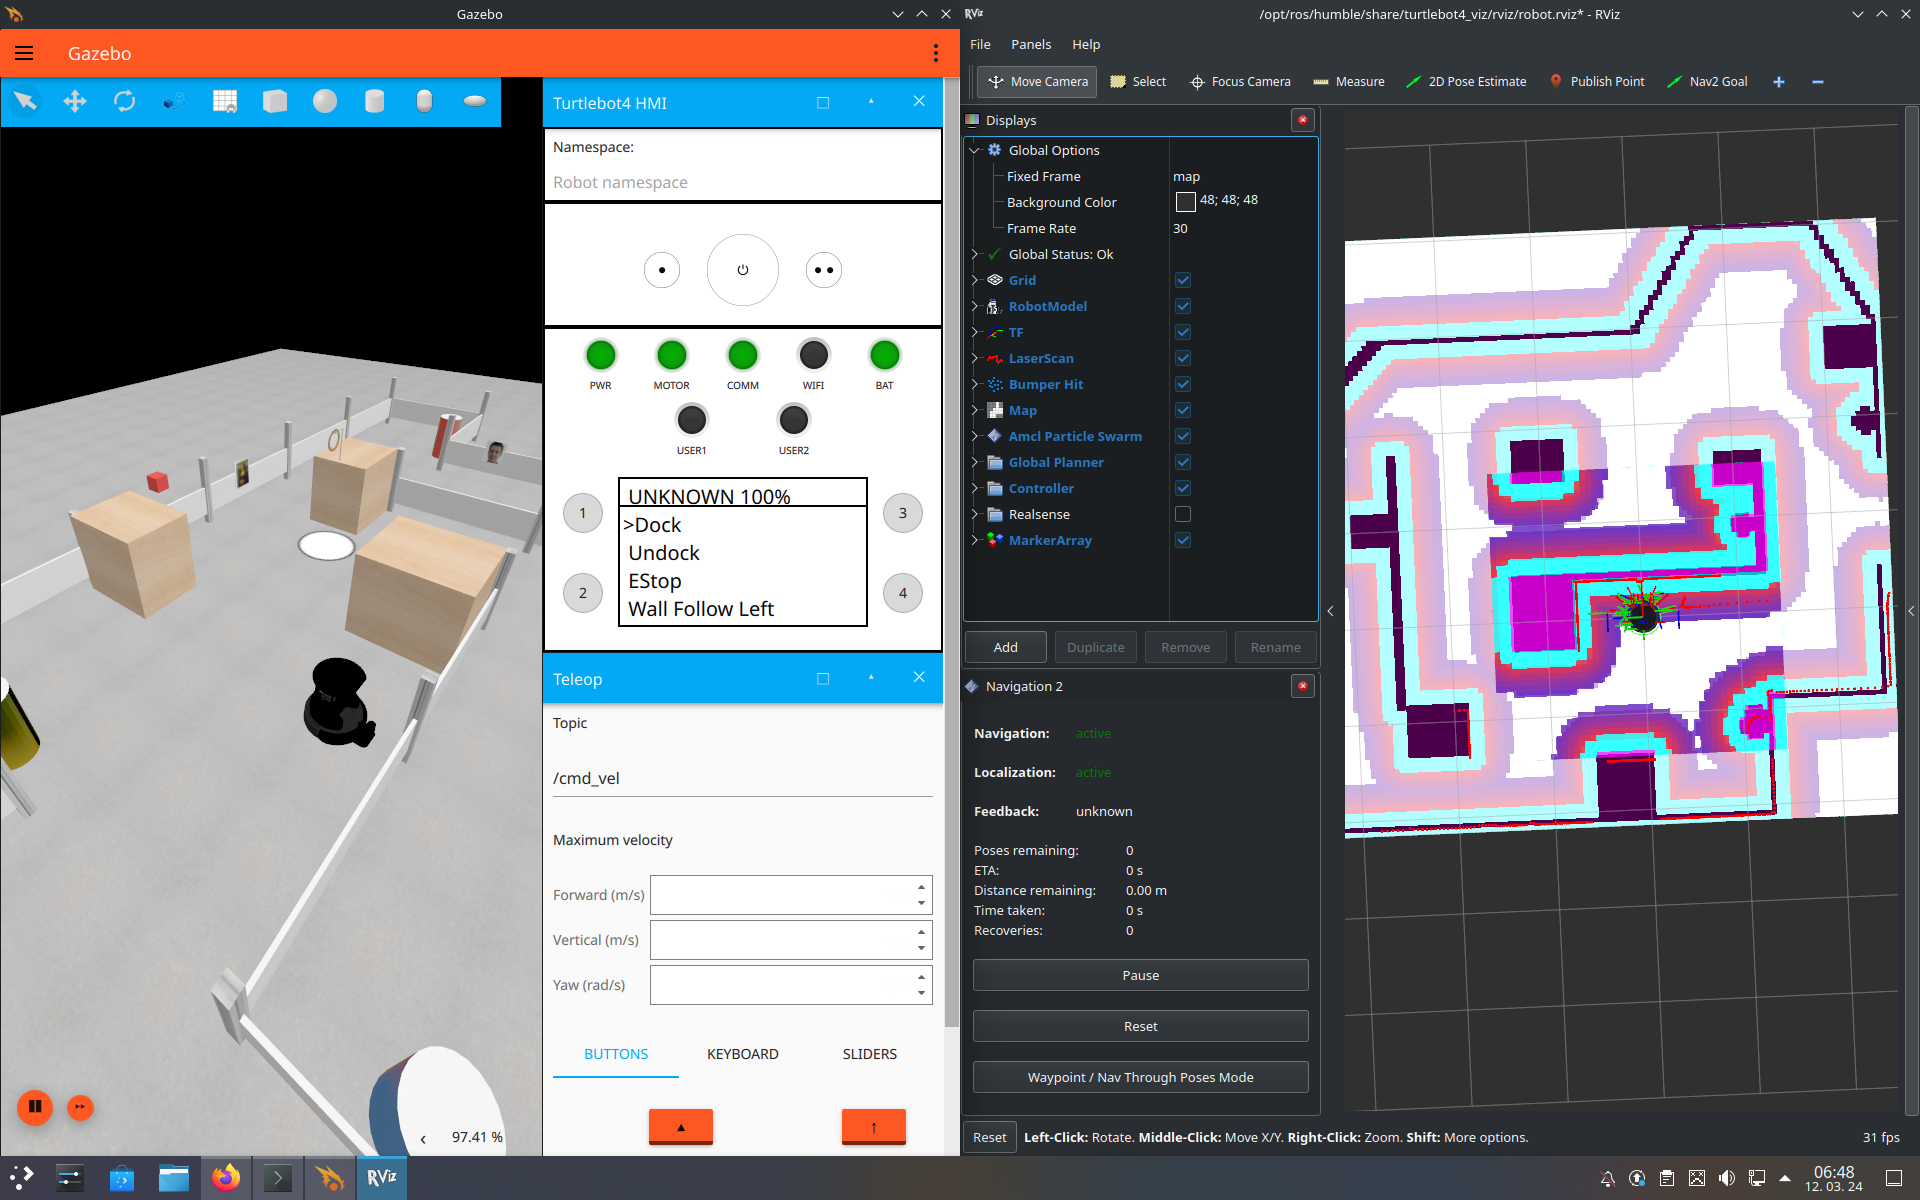 Gazebo
Gazebo
Turtlebot4 HMI
Namespace:
Robot namespace
PWR
MOTOR
COMM
WIFI
BAT
USER1
USER2
1
2
3
4
UNKNOWN 100%
>Dock
Undock
EStop
Wall Follow Left
Teleop
Topic
/cmd_vel
Maximum velocity
Forward (m/s)
Vertical (m/s)
Yaw (rad/s)
BUTTONS
KEYBOARD
SLIDERS
97.41 %
RViz
/opt/ros/humble/share/turtlebot4_viz/rviz/robot.rviz* - RViz
File
Panels
Help
Move Camera
Select
Focus Camera
Measure
2D Pose Estimate
Publish Point
Nav2 Goal
Displays
Global Options
Fixed Frame map
Background Color 48; 48; 48
Frame Rate 30
Global Status: Ok
Grid
RobotModel
TF
LaserScan
Bumper Hit
Map
Amcl Particle Swarm
Global Planner
Controller
Realsense
MarkerArray
Add
Duplicate
Remove
Rename
Navigation 2
Navigation: active
Localization: active
Feedback: unknown
Poses remaining: 0
ETA: 0 s
Distance remaining: 0.00 m
Time taken: 0 s
Recoveries: 0
Pause
Reset
Waypoint / Nav Through Poses Mode
Reset
Left-Click: Rotate. Middle-Click: Move X/Y. Right-Click: Zoom. Shift: More options.
31 fps
RViz
06:48
12. 03. 24